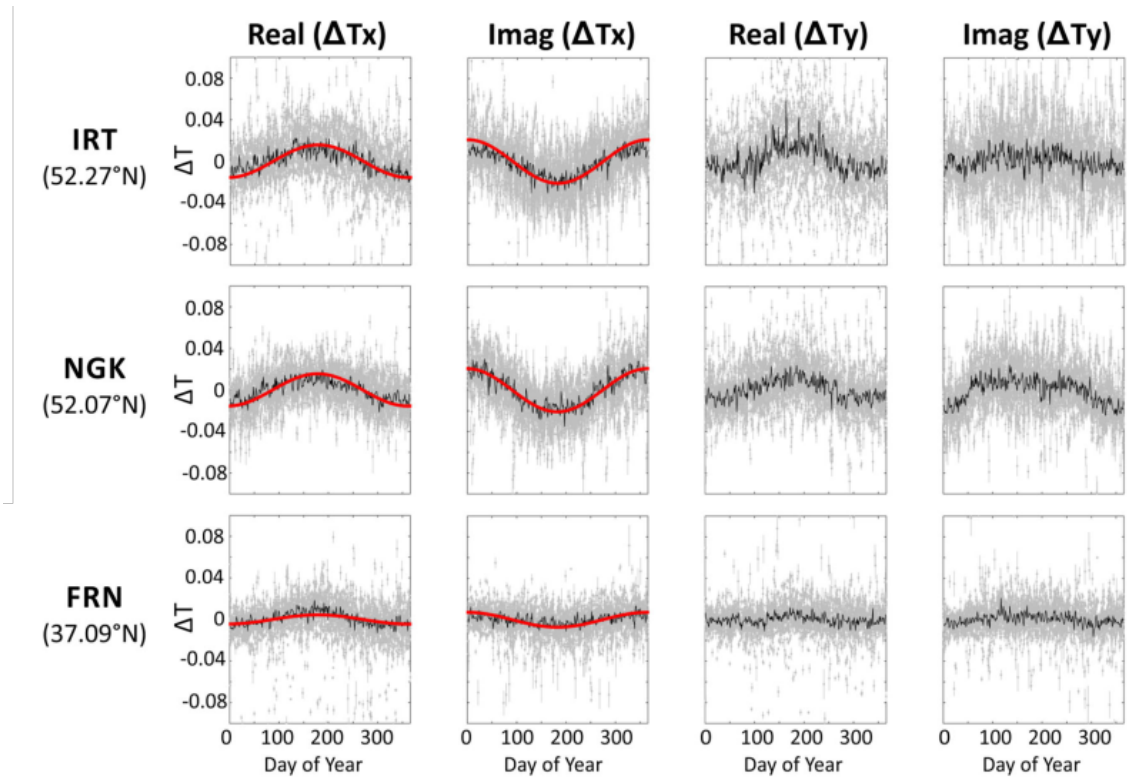 Real (ΔTx) Imag (ΔTx) Real (ΔTy) Imag (ΔTy)
IRT
(52.27°N)
ΔT
0.08
0.04
0
-0.04
-0.08
NGK
(52.07°N)
ΔT
0.08
0.04
0
-0.04
-0.08
FRN
(37.09°N)
ΔT
0.08
0.04
0
-0.04
-0.08
0 100 200 300 0 100 200 300 0 100 200 300 0 100 200 300
Day of Year Day of Year Day of Year Day of Year